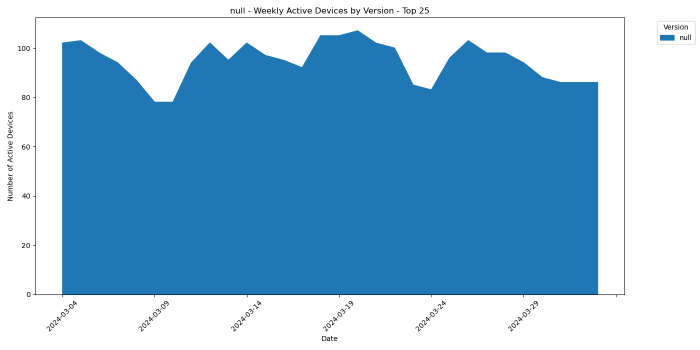 null - Weekly Active Devices by Version - Top 25
Version
null
Number of Active Devices
100
80
60
40
20
0
2024-03-04
2024-03-09
2024-03-14
2024-03-19
2024-03-24
2024-03-29
Date